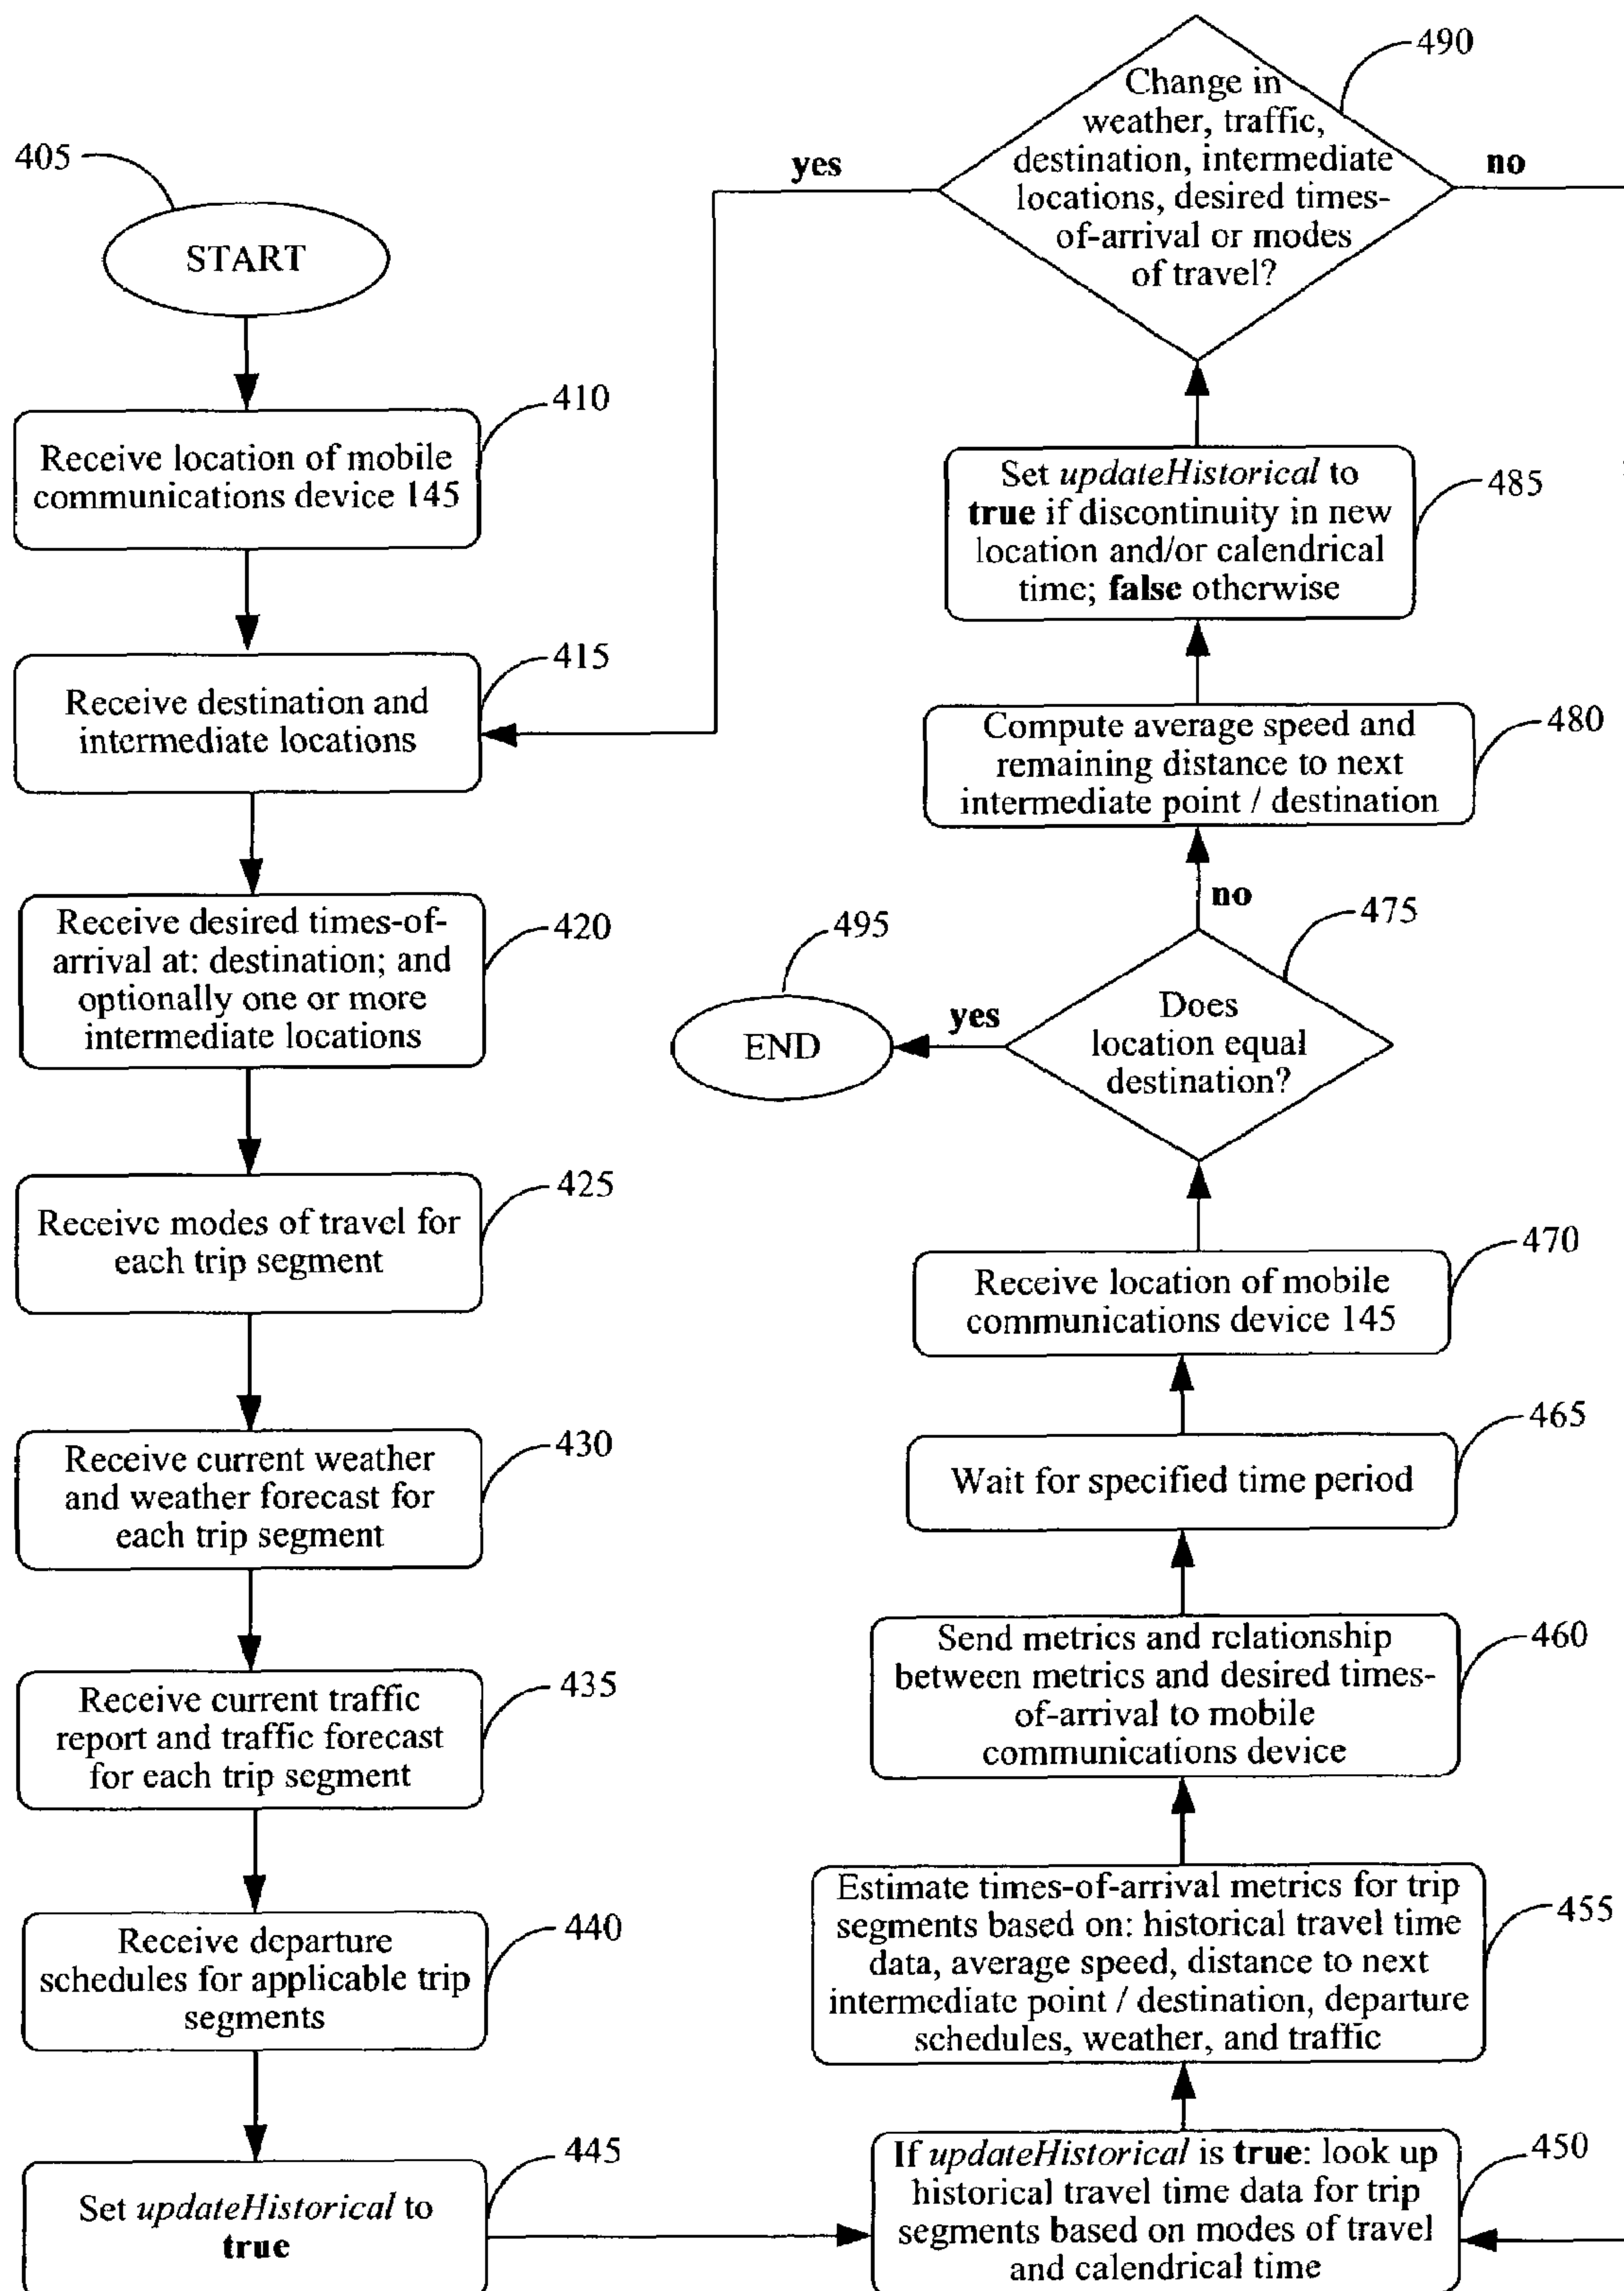 405
START
410
Receive location of mobile
communications device 145
415
Receive destination and
intermediate locations
420
Receive desired times-of-
arrival at: destination; and
optionally one or more
intermediate locations
425
Receive modes of travel for
each trip segment
430
Receive current weather
and weather forecast for
each trip segment
435
Receive current traffic
report and traffic forecast
for each trip segment
440
Receive departure
schedules for applicable trip
segments
445
Set updateHistorical to
true
450
If updateHistorical is true: look up
historical travel time data for trip
segments based on modes of travel
and calendrical time
455
Estimate times-of-arrival metrics for trip
segments based on: historical travel time
data, average speed, distance to next
intermediate point / destination, departure
schedules, weather, and traffic
460
Send metrics and relationship
between metrics and desired times-
of-arrival to mobile
communications device
465
Wait for specified time period
470
Receive location of mobile
communications device 145
475
Does
location equal
destination?
yes
495
END
no
480
Compute average speed and
remaining distance to next
intermediate point / destination
485
Set updateHistorical to
true if discontinuity in new
location and/or calendrical
time; false otherwise
490
Change in
weather, traffic,
destination, intermediate
locations, desired times-
of-arrival or modes
of travel?
yes
no